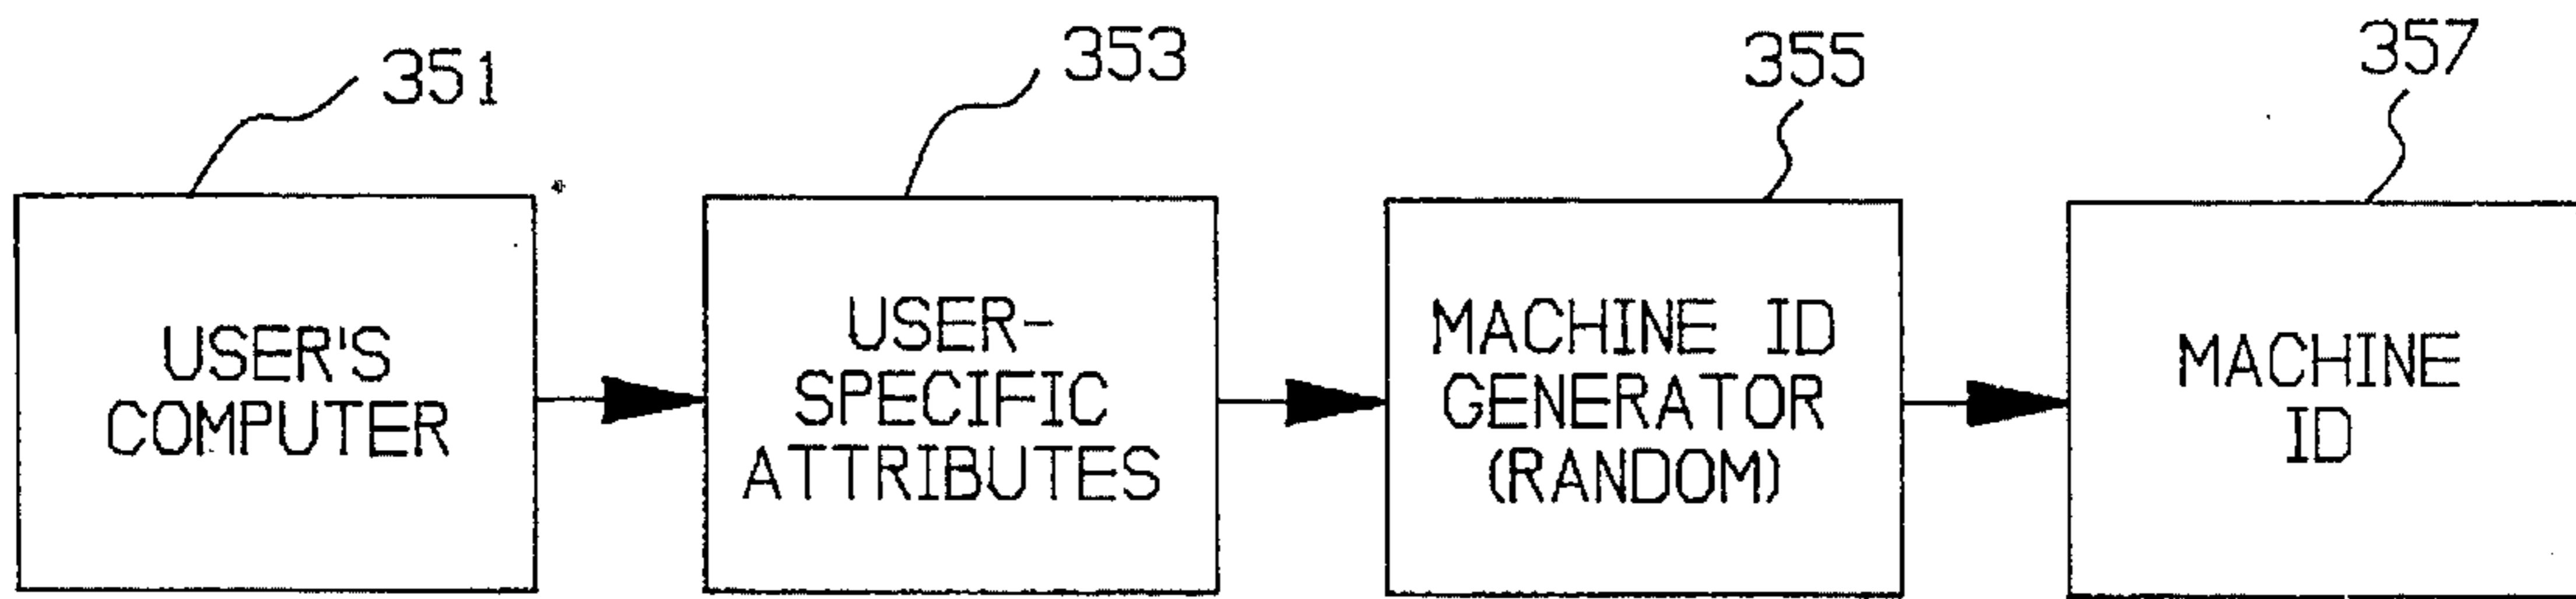 351
353
355
357
USER'S
COMPUTER
USER-
SPECIFIC
ATTRIBUTES
MACHINE ID
GENERATOR
(RANDOM)
MACHINE
ID